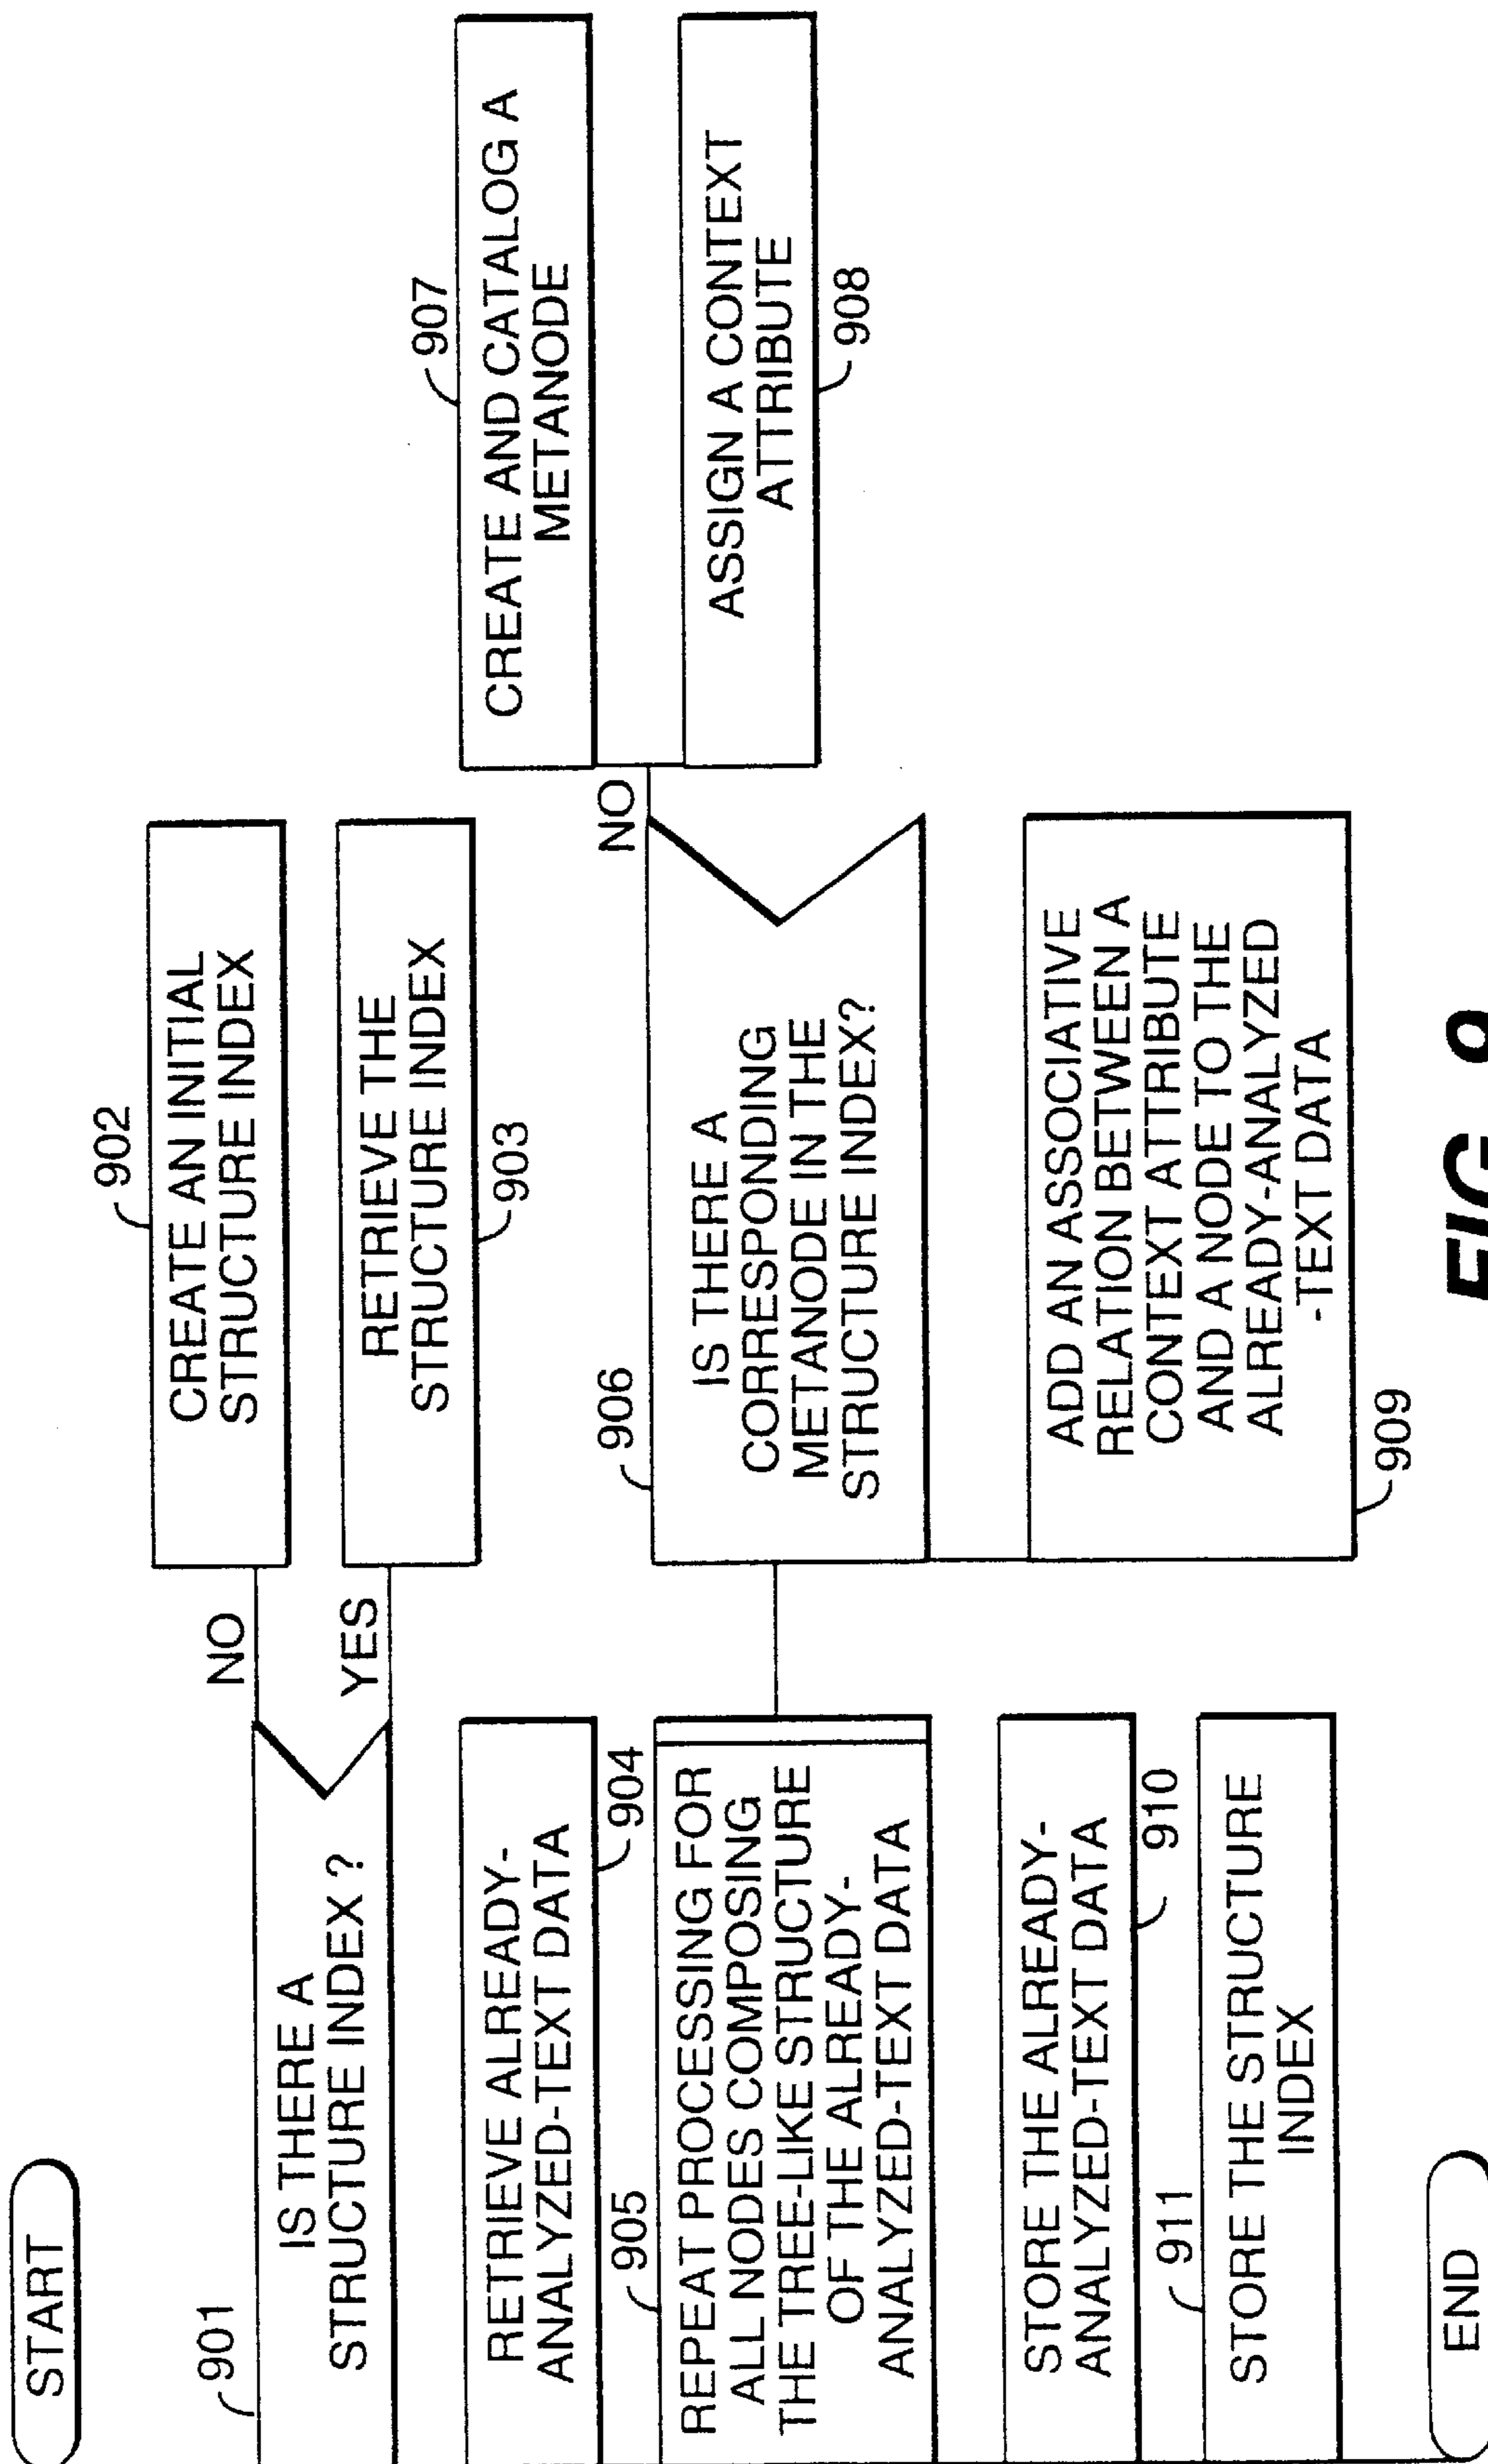 START
901
IS THERE A
STRUCTURE INDEX ?
NO
YES
902
CREATE AN INITIAL
STRUCTURE INDEX
RETRIEVE THE
STRUCTURE INDEX
903
RETRIEVE ALREADY-
ANALYZED-TEXT DATA
904
905
REPEAT PROCESSING FOR
ALL NODES COMPOSING
THE TREE-LIKE STRUCTURE
OF THE ALREADY-
ANALYZED-TEXT DATA
906
IS THERE A
CORRESPONDING
METANODE IN THE
STRUCTURE INDEX?
NO
907
CREATE AND CATALOG A
METANODE
ASSIGN A CONTEXT
ATTRIBUTE
908
ADD AN ASSOCIATIVE
RELATION BETWEEN A
CONTEXT ATTRIBUTE
AND A NODE TO THE
ALREADY-ANALYZED
-TEXT DATA
909
STORE THE ALREADY-
ANALYZED-TEXT DATA
910
911
STORE THE STRUCTURE
INDEX
END
FIG. 9